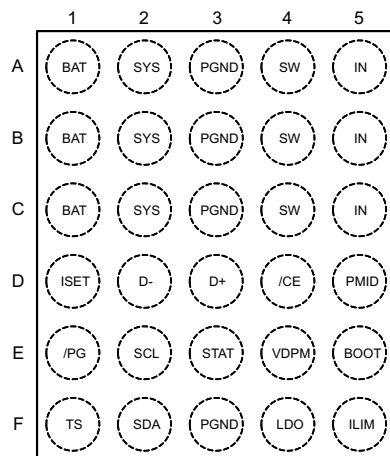 1 2 3 4 5
A BAT SYS PGND SW IN
B BAT SYS PGND SW IN
C BAT SYS PGND SW IN
D ISET D- D+ /CE PMID
E /PG SCL STAT VDPM BOOT
F TS SDA PGND LDO ILIM